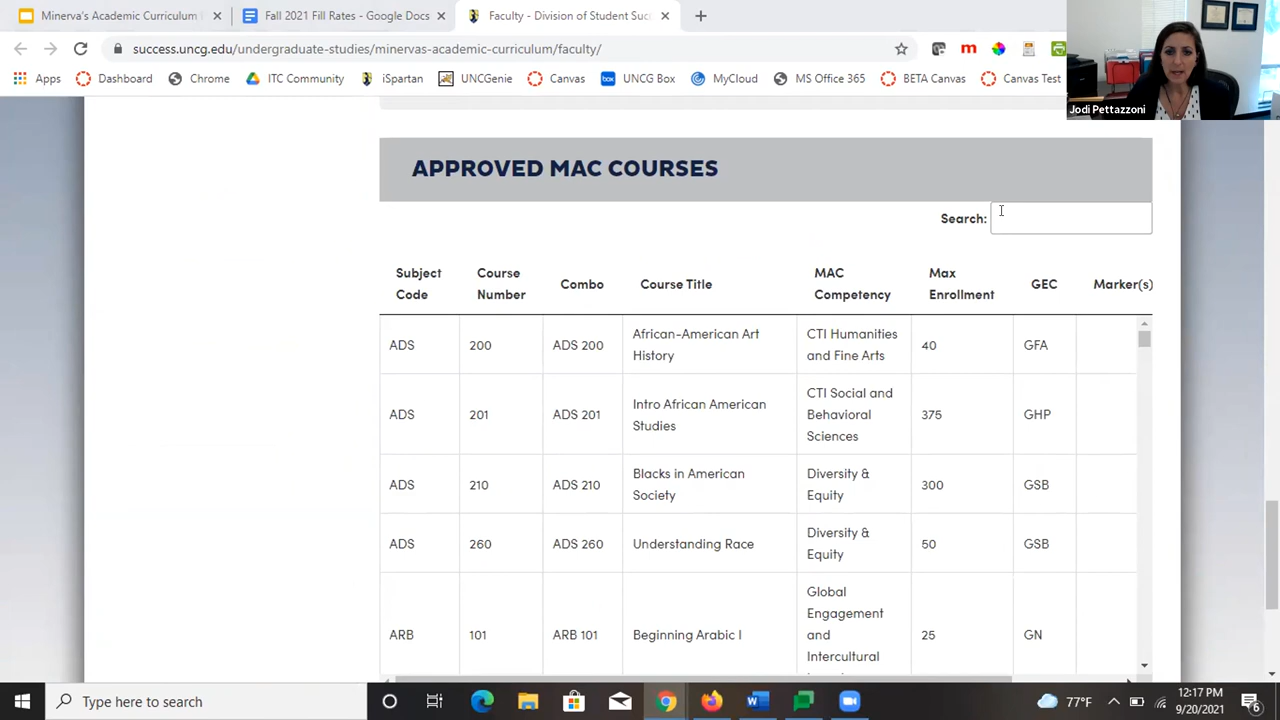 Minerva's Academic Curriculum
Fall 2021 Fill Rates - Google Docs
Faculty - Division of Student Suc
success.uncg.edu/undergraduate-studies/minervas-academic-curriculum/faculty/
Apps
Dashboard
Chrome
ITC Community
iSpartan
UNCGenie
Canvas
UNCG Box
MyCloud
MS Office 365
BETA Canvas
Canvas Test
Jodi Pettazzoni
APPROVED MAC COURSES
Search:
Subject Code
Course Number
Combo
Course Title
MAC Competency
Max Enrollment
GEC
Marker(s)
ADS 200 ADS 200 African-American Art History CTI Humanities and Fine Arts 40 GFA
ADS 201 ADS 201 Intro African American Studies CTI Social and Behavioral Sciences 375 GHP
ADS 210 ADS 210 Blacks in American Society Diversity & Equity 300 GSB
ADS 260 ADS 260 Understanding Race Diversity & Equity 50 GSB
ARB 101 ARB 101 Beginning Arabic I Global Engagement and Intercultural 25 GN
Type here to search
77°F
12:17 PM
9/20/2021
6